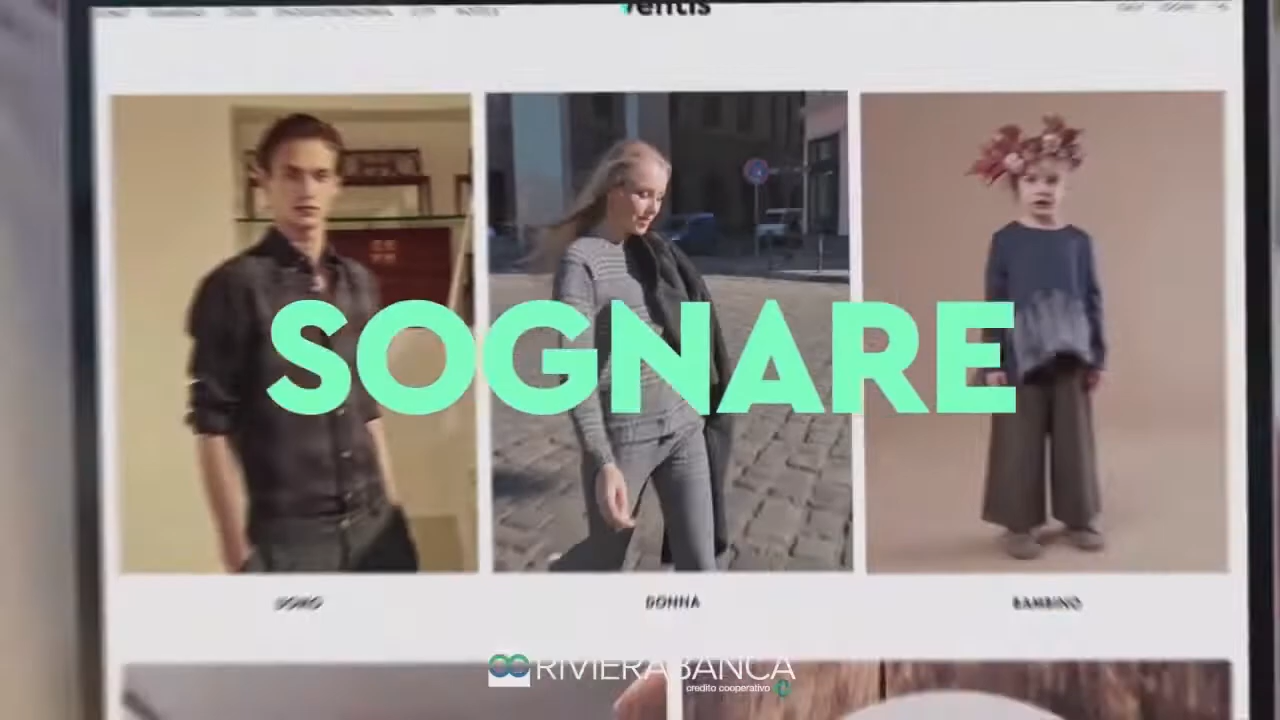 ventis
SOGNARE
UOMO
DONNA
BAMBINO
RIVIERABANCA
credito cooperativo